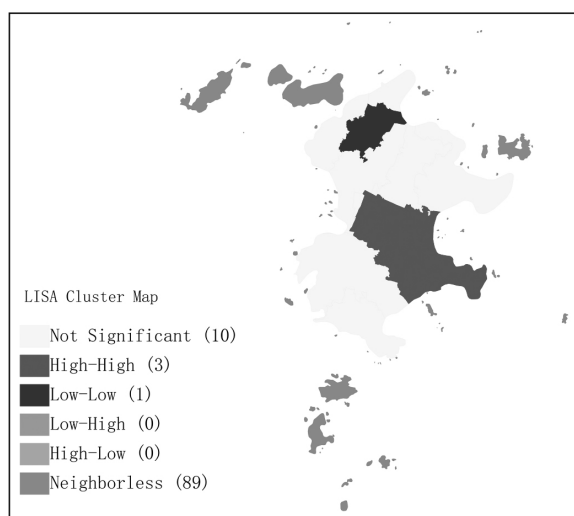 LISA Cluster Map
Not Significant (10)
High-High (3)
Low-Low (1)
Low-High (0)
High-Low (0)
Neighborless (89)